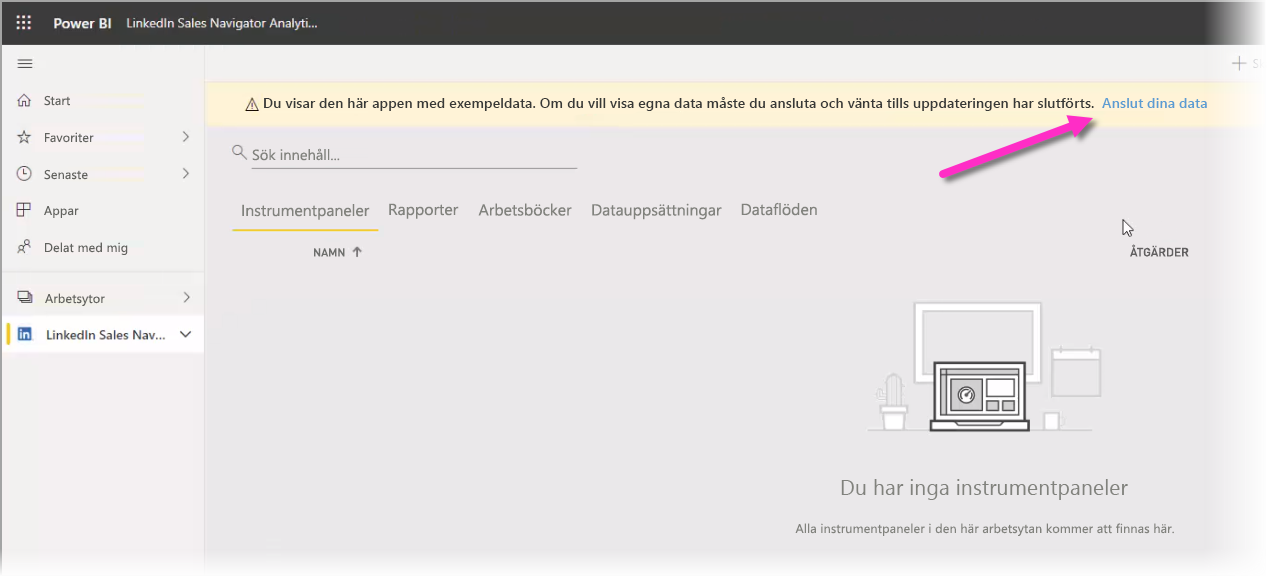 Power BI LinkedIn Sales Navigator Analyti...
Start
Favoriter
Senaste
Appar
Delat med mig
Arbetsytor
LinkedIn Sales Nav...
Du visar den här appen med exempeldata. Om du vill visa egna data måste du ansluta och vänta tills uppdateringen har slutförts. Anslut dina data
Sök innehåll...
Instrumentpaneler Rapporter Arbetsböcker Datauppsättningar Dataflöden
NAMN ÅTGÄRDER
Du har inga instrumentpaneler
Alla instrumentpaneler i den här arbetsytan kommer att finnas här.